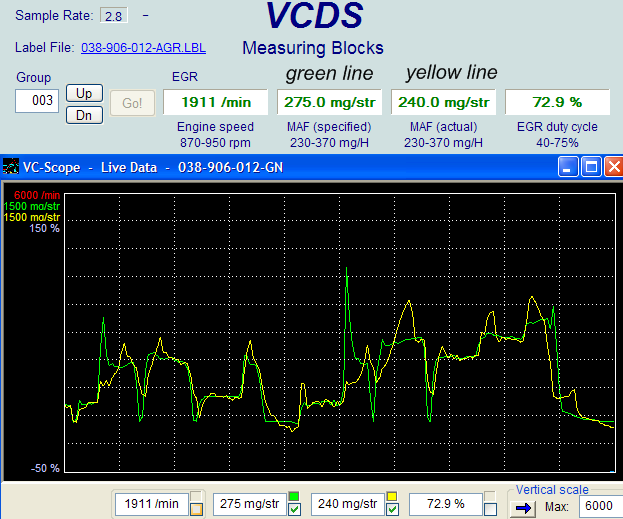 VCDS
Sample Rate: 2.8 -
Label File: 038-906-012-AGR.LBL
Measuring Blocks
Group
EGR
green line
yellow line
003
Up
Dn
Go!
1911 /min
275.0 mg/str
240.0 mg/str
72.9 %
Engine speed
MAF (specified)
MAF (actual)
EGR duty cycle
870-950 rpm
230-370 mg/H
230-370 mg/H
40-75%
VC-Scope - Live Data - 038-906-012-GN
6000 /min
1500 mg/str
1500 mg/str
150 %
-50 %
Vertical scale
1911 /min
275 mg/str
240 mg/str
72.9 %
Max: 6000